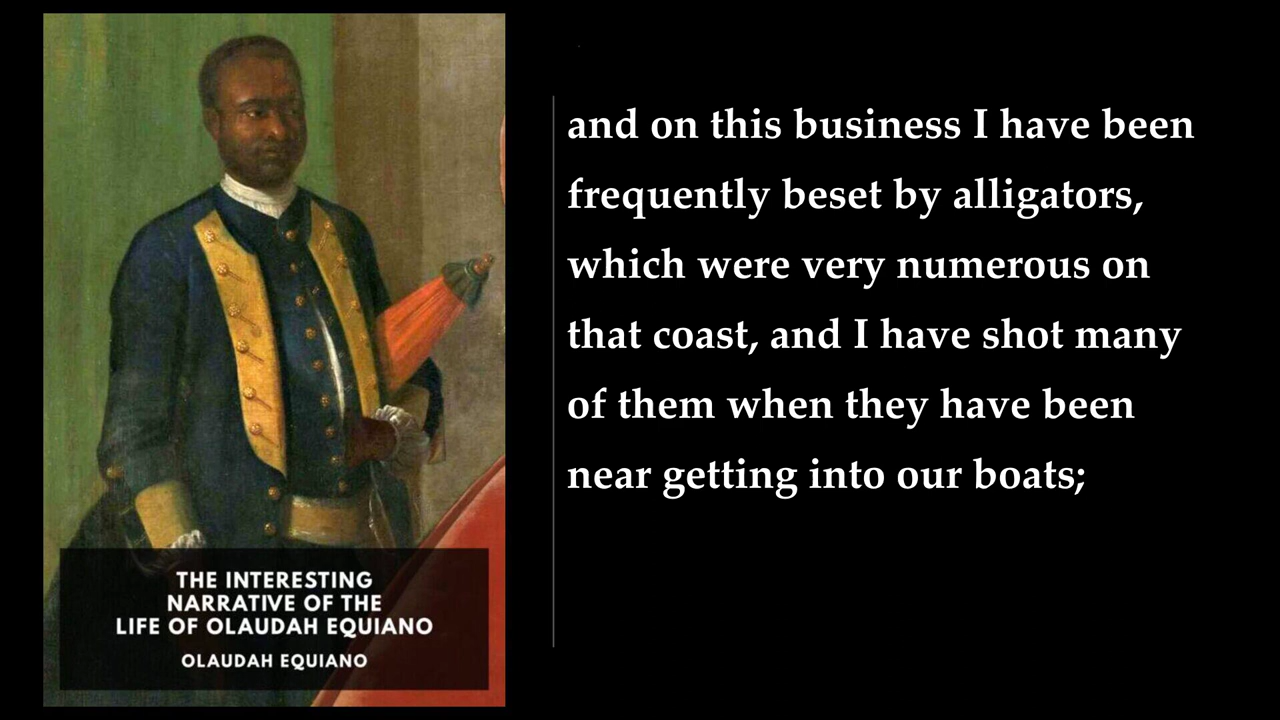 THE INTERESTING
NARRATIVE OF THE
LIFE OF OLAUDAH EQUIANO
OLAUDAH EQUIANO
and on this business I have been
frequently beset by alligators,
which were very numerous on
that coast, and I have shot many
of them when they have been
near getting into our boats;